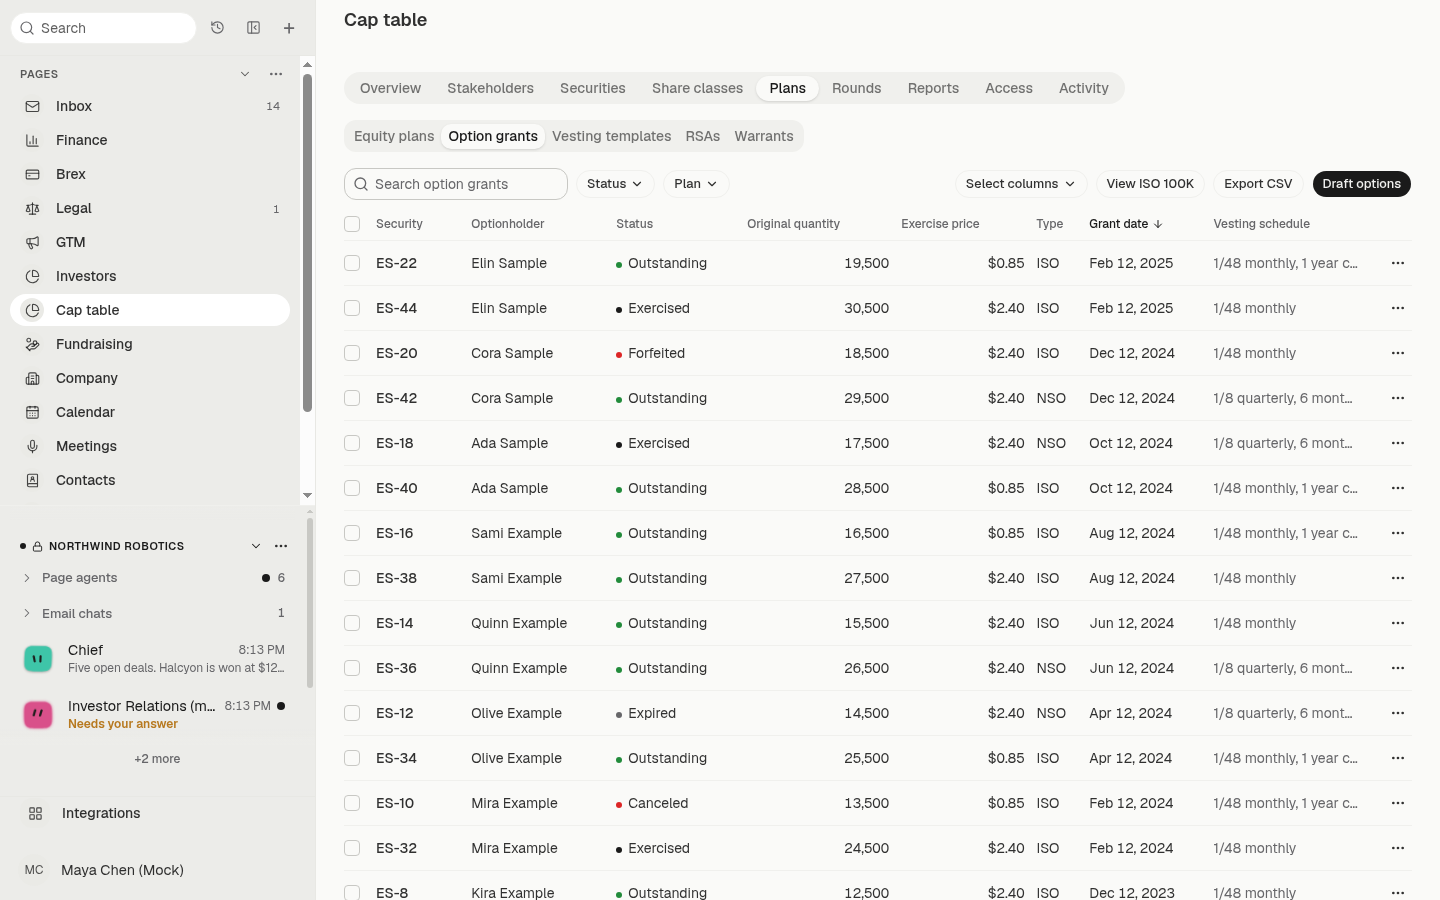 Search
PAGES
Inbox 14
Finance
Brex
Legal 1
GTM
Investors
Cap table
Fundraising
Company
Calendar
Meetings
Contacts
NORTHWIND ROBOTICS
Page agents 6
Email chats 1
Chief 8:13 PM
Five open deals. Halcyon is won at $12...
Investor Relations (m... 8:13 PM
Needs your answer
+2 more
Integrations
MC Maya Chen (Mock)
Cap table
Overview Stakeholders Securities Share classes Plans Rounds Reports Access Activity
Equity plans Option grants Vesting templates RSAs Warrants
Search option grants Status Plan Select columns View ISO 100K Export CSV Draft options
Security Optionholder Status Original quantity Exercise price Type Grant date Vesting schedule
ES-22 Elin Sample Outstanding 19,500 $0.85 ISO Feb 12, 2025 1/48 monthly, 1 year c...
ES-44 Elin Sample Exercised 30,500 $2.40 ISO Feb 12, 2025 1/48 monthly
ES-20 Cora Sample Forfeited 18,500 $2.40 ISO Dec 12, 2024 1/48 monthly
ES-42 Cora Sample Outstanding 29,500 $2.40 NSO Dec 12, 2024 1/8 quarterly, 6 mont...
ES-18 Ada Sample Exercised 17,500 $2.40 NSO Oct 12, 2024 1/8 quarterly, 6 mont...
ES-40 Ada Sample Outstanding 28,500 $0.85 ISO Oct 12, 2024 1/48 monthly, 1 year c...
ES-16 Sami Example Outstanding 16,500 $0.85 ISO Aug 12, 2024 1/48 monthly, 1 year c...
ES-38 Sami Example Outstanding 27,500 $2.40 ISO Aug 12, 2024 1/48 monthly
ES-14 Quinn Example Outstanding 15,500 $2.40 ISO Jun 12, 2024 1/48 monthly
ES-36 Quinn Example Outstanding 26,500 $2.40 NSO Jun 12, 2024 1/8 quarterly, 6 mont...
ES-12 Olive Example Expired 14,500 $2.40 NSO Apr 12, 2024 1/8 quarterly, 6 mont...
ES-34 Olive Example Outstanding 25,500 $0.85 ISO Apr 12, 2024 1/48 monthly, 1 year c...
ES-10 Mira Example Canceled 13,500 $0.85 ISO Feb 12, 2024 1/48 monthly, 1 year c...
ES-32 Mira Example Exercised 24,500 $2.40 ISO Feb 12, 2024 1/48 monthly
ES-8 Kira Example Outstanding 12,500 $2.40 ISO Dec 12, 2023 1/48 monthly